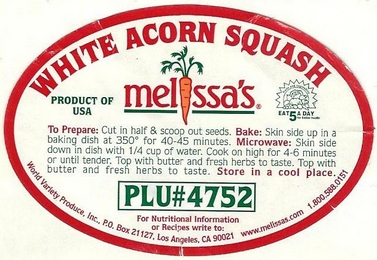 WHITE ACORN SQUASH
PRODUCT OF
USA
melissa's®
EAT 5 A DAY
To Prepare: Cut in half & scoop out seeds. Bake: Skin side up in a
baking dish at 350° for 40-45 minutes. Microwave: Skin side
down in dish with 1/4 cup of water. Cook on high for 4-6 minutes
or until tender. Top with butter and fresh herbs to taste. Top with
butter and fresh herbs to taste. Store in a cool place.
PLU#4752
For Nutritional Information
or Recipes write to:
World Variety Produce, Inc., P.O. Box 21127, Los Angeles, CA 90021 www.melissas.com 1.800.588.0151